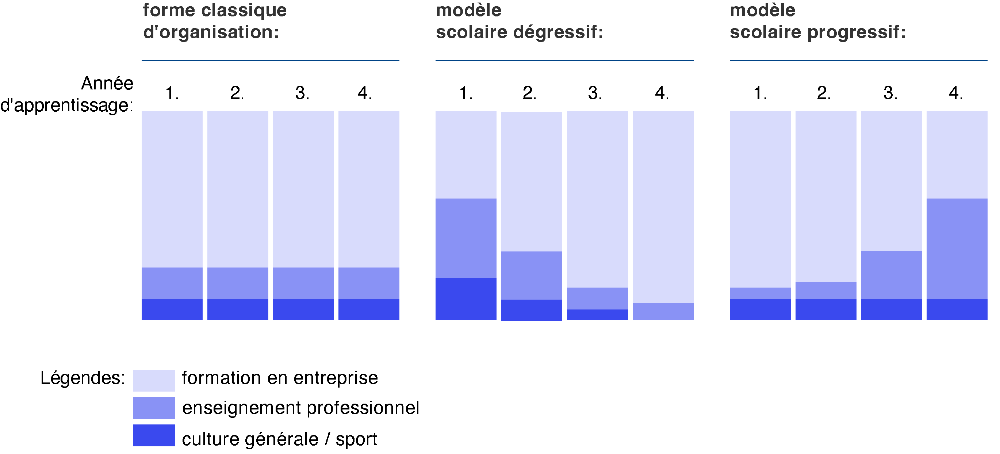 forme classique
d'organisation:
modèle
scolaire dégressif:
modèle
scolaire progressif:
Année
d'apprentissage:
1. 2. 3. 4.
1. 2. 3. 4.
1. 2. 3. 4.
Légendes:
formation en entreprise
enseignement professionnel
culture générale / sport